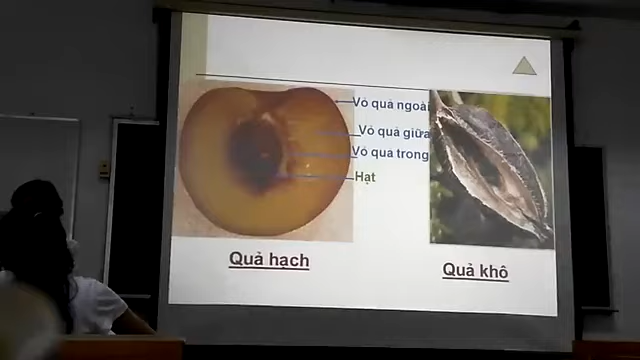 Vỏ quả ngoài
Vỏ quả giữa
Vỏ quả trong
Hạt
Quả hạch
Quả khô